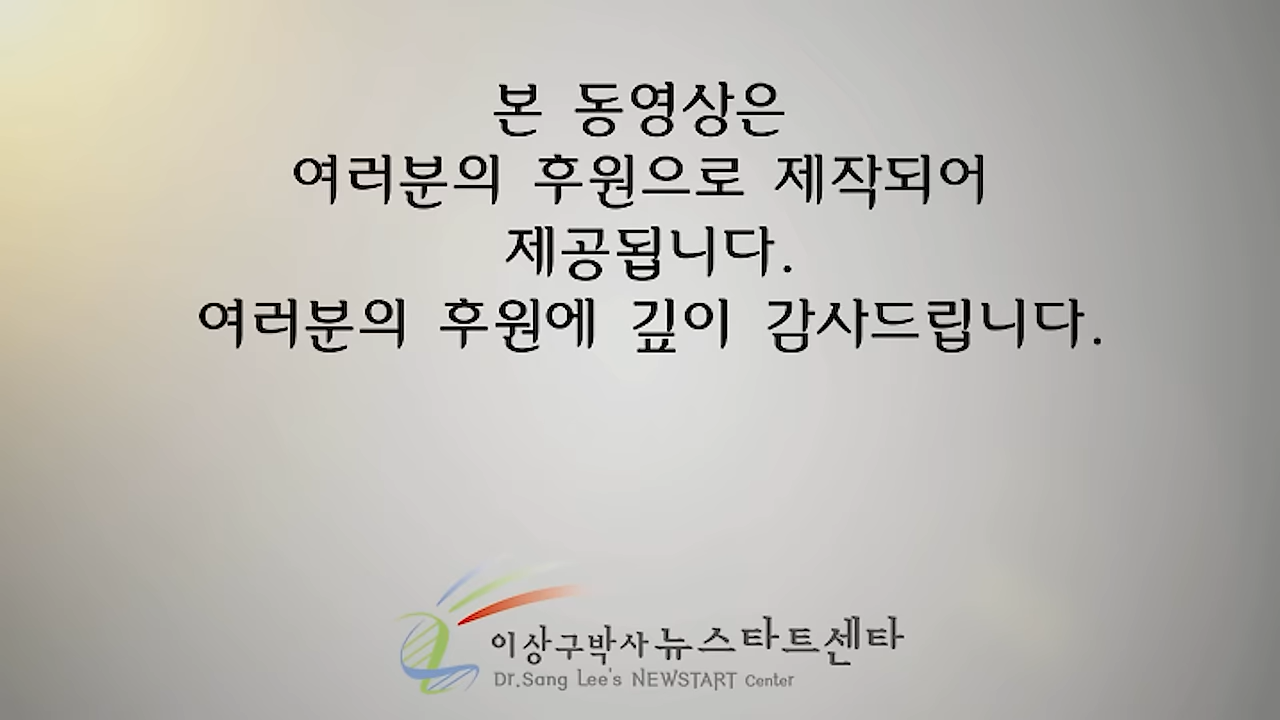 본 동영상은
여러분의 후원으로 제작되어
제공됩니다.
여러분의 후원에 깊이 감사드립니다.
이상구박사뉴스타트센타
Dr.Sang Lee's NEWSTART Center